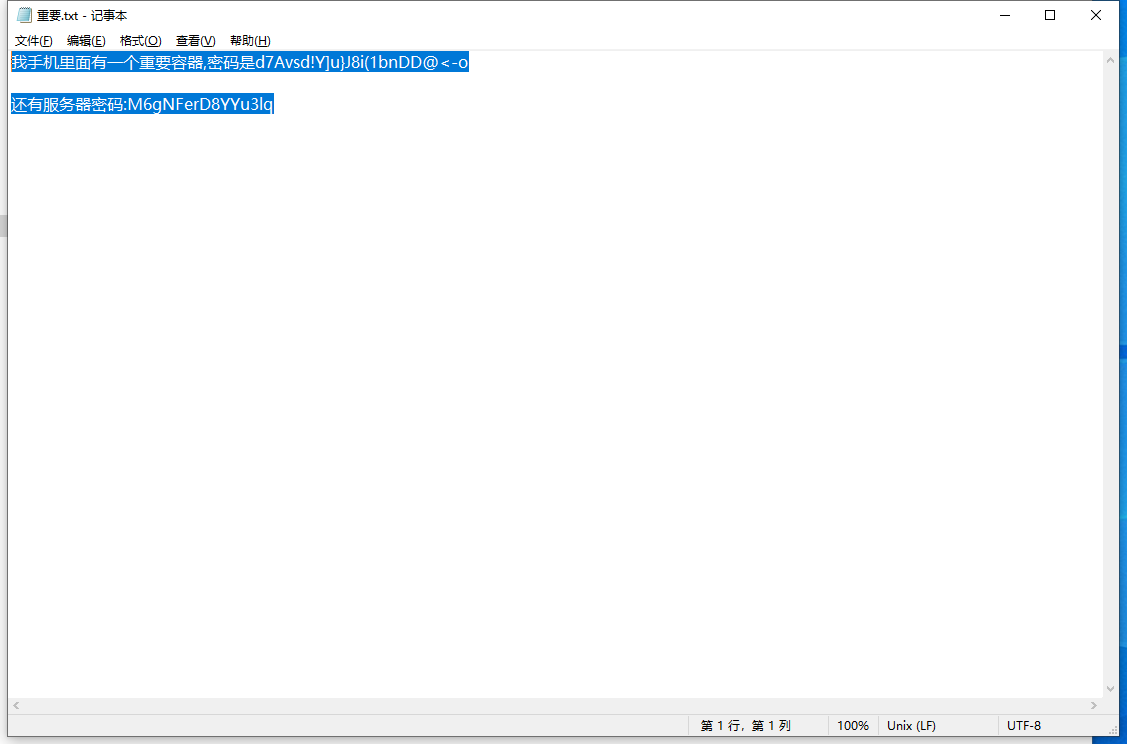 重要.txt - 记事本
文件(F) 编辑(E) 格式(O) 查看(V) 帮助(H)
我手机里面有一个重要容器,密码是d7Avsd!Y]u}J8i(1bnDD@<-o
还有服务器密码:M6gNFerD8YYu3lq
第 1 行，第 1 列 100% Unix (LF) UTF-8